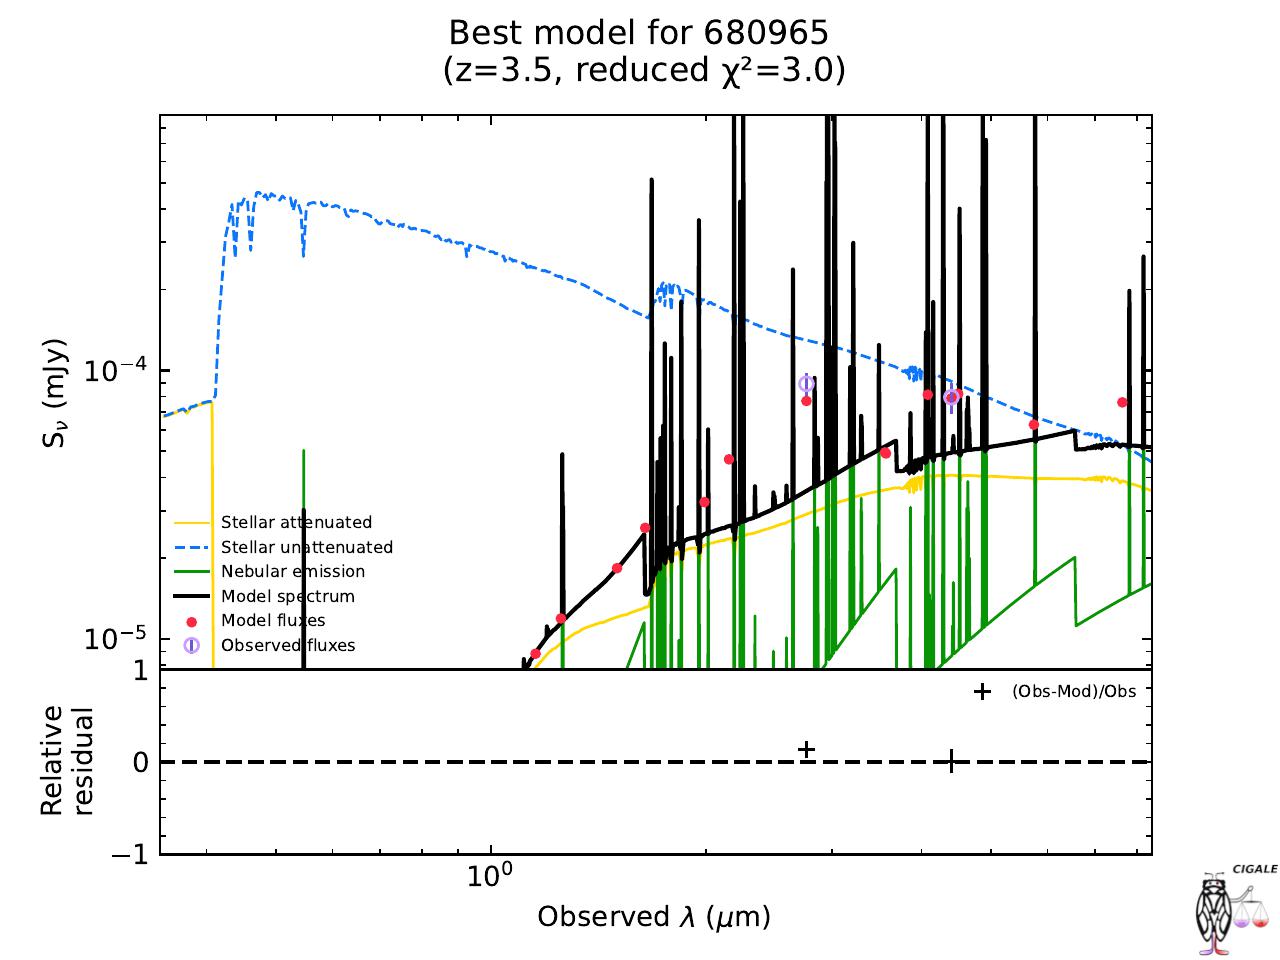 Best model for 680965
(z=3.5, reduced χ²=3.0)
S_ν (mJy)
10⁻⁴
10⁻⁵
Stellar attenuated
Stellar unattenuated
Nebular emission
Model spectrum
Model fluxes
Observed fluxes
1
0
−1
Relative
residual
(Obs-Mod)/Obs
10⁰
Observed λ (μm)
CIGALE